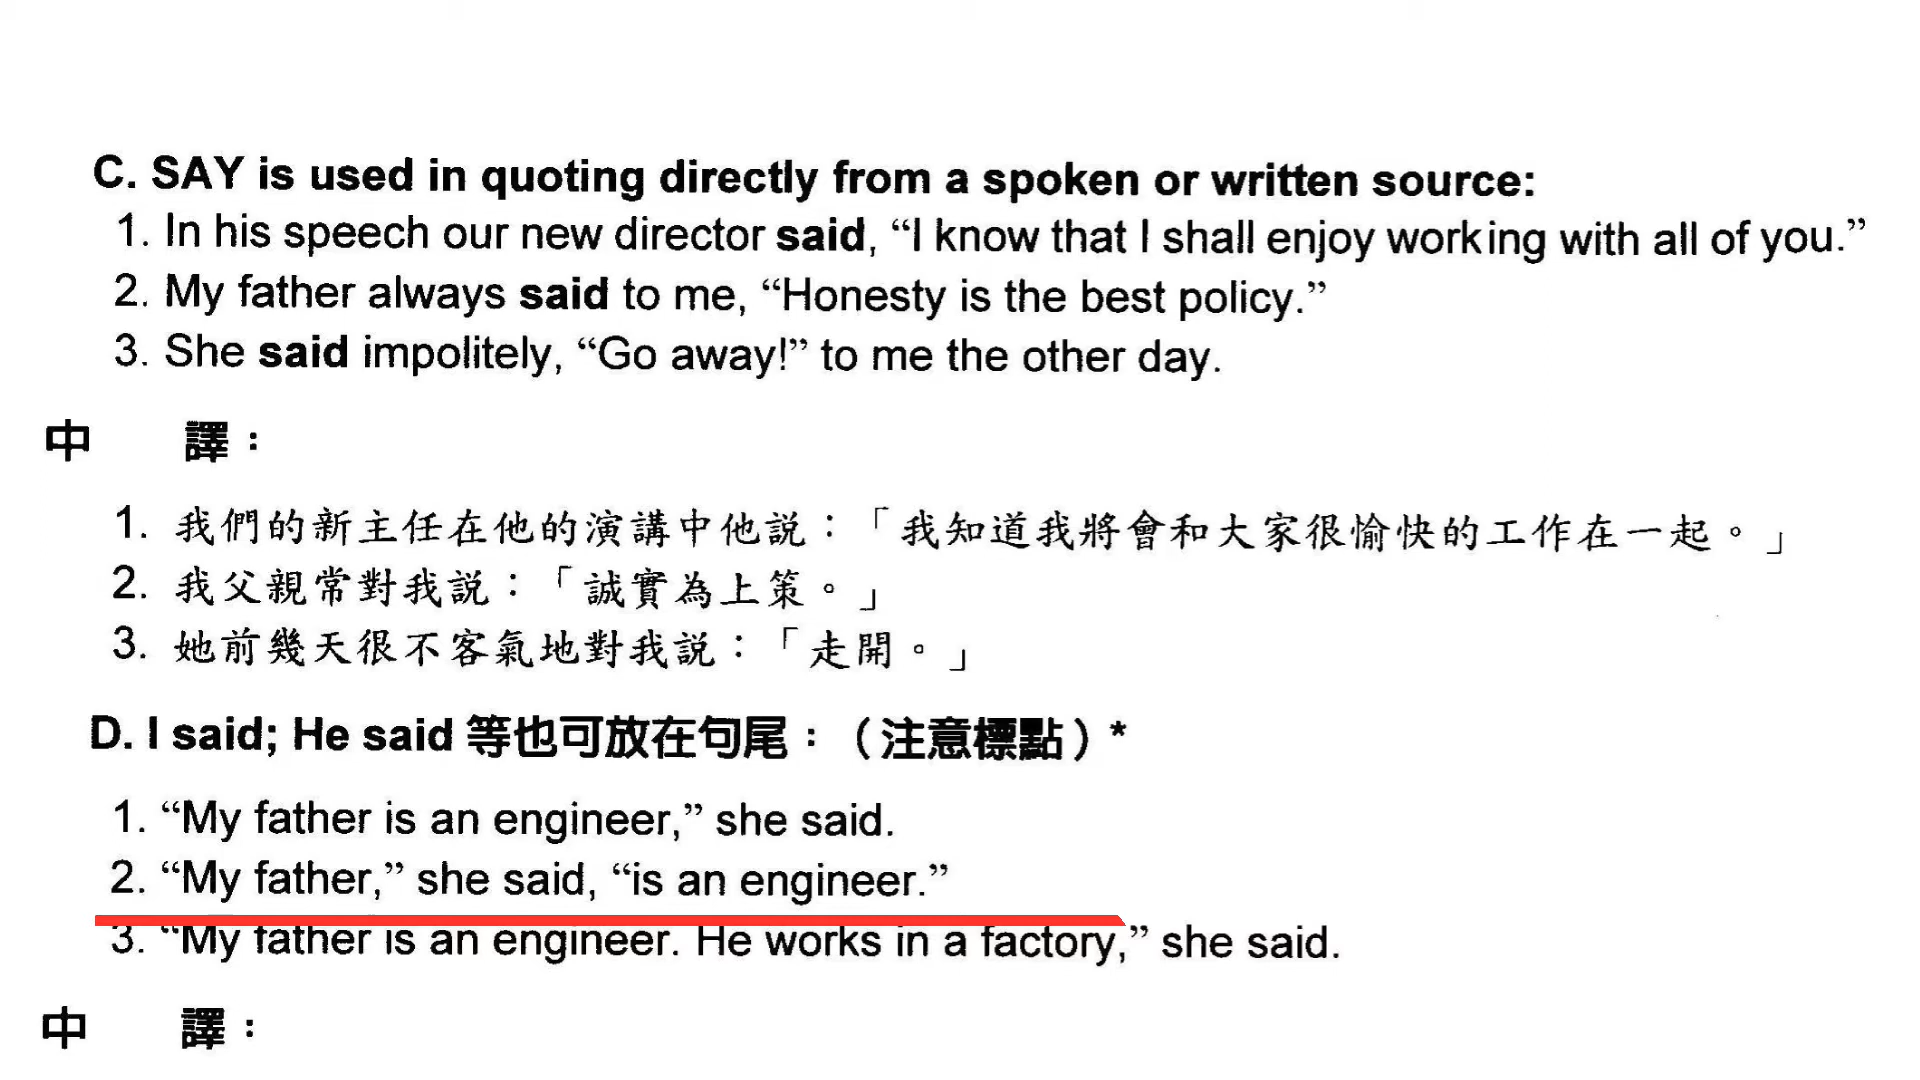 C. SAY is used in quoting directly from a spoken or written source:
1. In his speech our new director said, “I know that I shall enjoy working with all of you.”
2. My father always said to me, “Honesty is the best policy.”
3. She said impolitely, “Go away!” to me the other day.
中 譯：
1. 我們的新主任在他的演講中他説：「我知道我將會和大家很愉快的工作在一起。」
2. 我父親常對我説：「誠實為上策。」
3. 她前幾天很不客氣地對我説：「走開。」
D. I said; He said 等也可放在句尾：（注意標點）*
1. “My father is an engineer,” she said.
2. “My father,” she said, “is an engineer.”
3. “My father is an engineer. He works in a factory,” she said.
中 譯：